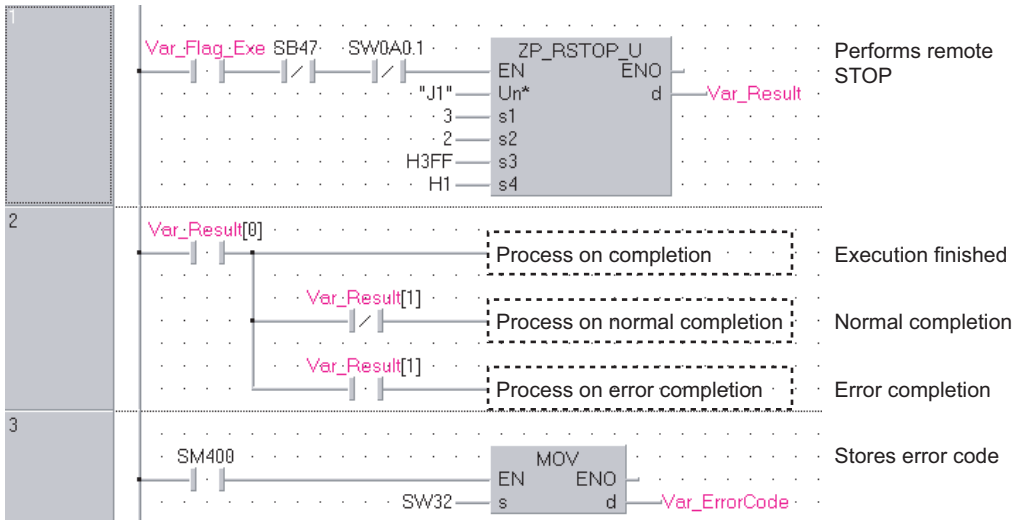 1
Var_Flag_Exe SB47 SW0A0.1 ZP_RSTOP_U Performs remote
EN ENO STOP
"J1" Un* d Var_Result
3 s1
2 s2
H3FF s3
H1 s4
2
Var_Result[0]
Process on completion Execution finished
Var_Result[1]
Process on normal completion Normal completion
Var_Result[1]
Process on error completion Error completion
3
SM400 MOV Stores error code
EN ENO
SW32 s d Var_ErrorCode